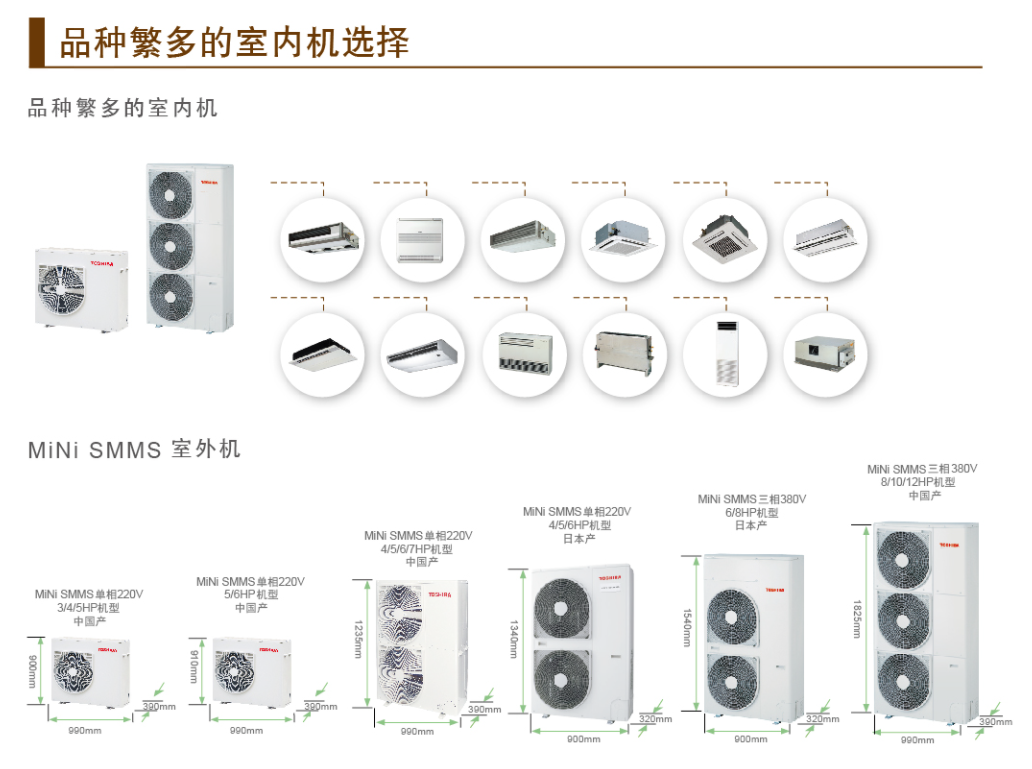 品种繁多的室内机选择
品种繁多的室内机
TOSHIBA
TOSHIBA
MiNi SMMS 室外机
MiNi SMMS单相220V
3/4/5HP机型
中国产
TOSHIBA
900mm
390mm
990mm
MiNi SMMS单相220V
5/6HP机型
中国产
TOSHIBA
910mm
390mm
990mm
MiNi SMMS单相220V
4/5/6/7HP机型
中国产
TOSHIBA
1235mm
390mm
990mm
MiNi SMMS单相220V
4/5/6HP机型
日本产
TOSHIBA
1340mm
320mm
900mm
MiNi SMMS三相380V
6/8HP机型
日本产
TOSHIBA
1540mm
320mm
900mm
MiNi SMMS三相380V
8/10/12HP机型
中国产
TOSHIBA
1825mm
390mm
990mm